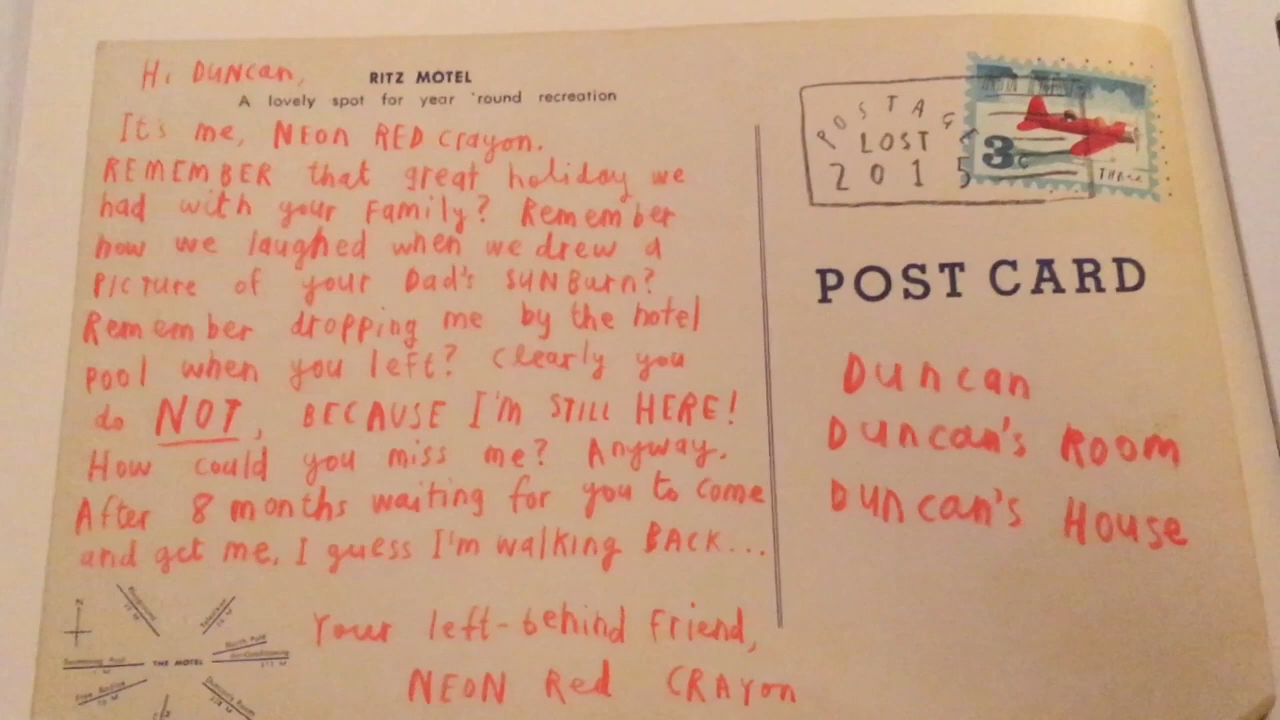 Hi Duncan,
RITZ MOTEL
A lovely spot for year 'round recreation
It's me, NEON RED crayon.
REMEMBER that great holiday we
had with your Family? Remember
how we laughed when we drew a
PICTURE of your Dad's SUNBurn?
Remember dropping me by the hotel
pool when you left? Clearly you
do NOT, BECAUSE I'M STILL HERE!
How could you miss me? Anyway.
After 8 months waiting for you to come
and get me, I guess I'm walking BACK...
Your left-behind Friend,
NEON Red CRAYon
N
THE MOTEL
POSTAGE
LOST
2015
3c
POST CARD
Duncan
Duncan's Room
Duncan's House